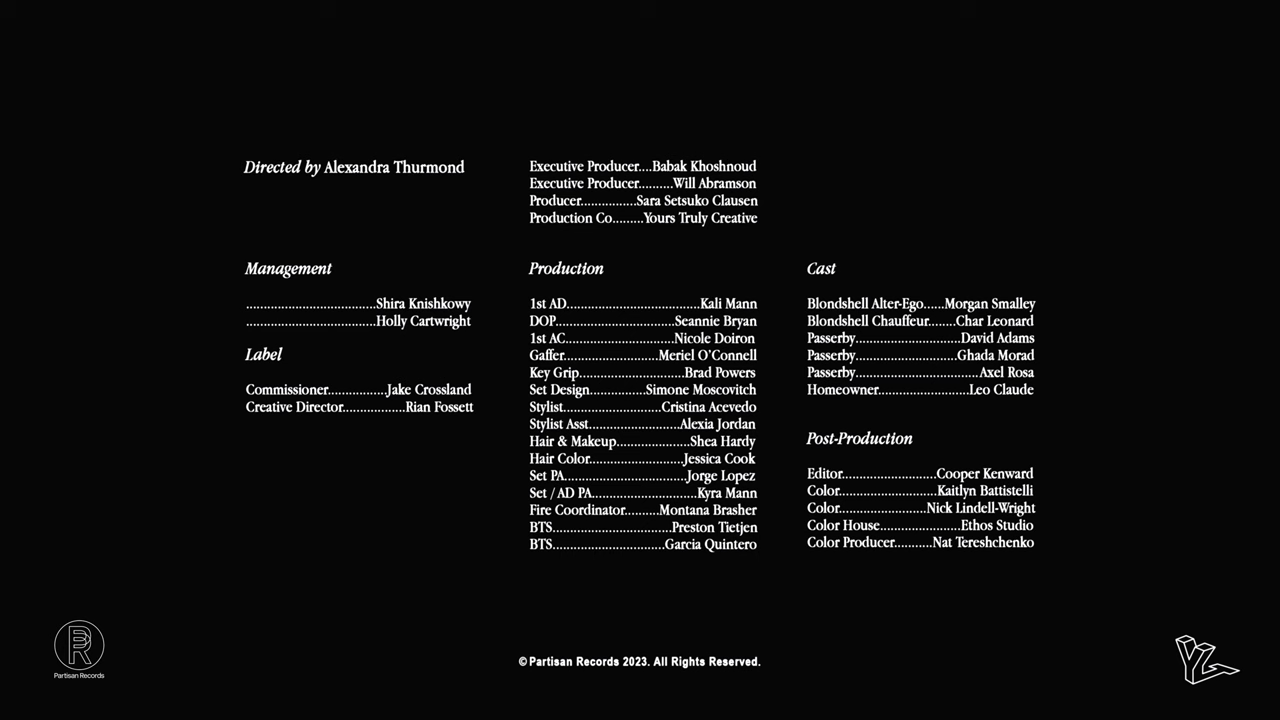 Directed by Alexandra Thurmond
Executive Producer....Babak Khoshnoud
Executive Producer..........Will Abramson
Producer................Sara Setsuko Clausen
Production Co.........Yours Truly Creative
Management
.....................................Shira Knishkowy
.....................................Holly Cartwright
Label
Commissioner.................Jake Crossland
Creative Director..................Rian Fossett
Production
1st AD......................................Kali Mann
DOP..................................Seannie Bryan
1st AC................................Nicole Doiron
Gaffer...........................Meriel O'Connell
Key Grip..............................Brad Powers
Set Design................Simone Moscovitch
Stylist............................Cristina Acevedo
Stylist Asst..........................Alexia Jordan
Hair & Makeup.....................Shea Hardy
Hair Color...........................Jessica Cook
Set PA...................................Jorge Lopez
Set / AD PA..............................Kyra Mann
Fire Coordinator..........Montana Brasher
BTS..................................Preston Tietjen
BTS................................Garcia Quintero
Cast
Blondshell Alter-Ego......Morgan Smalley
Blondshell Chauffeur........Char Leonard
Passerby..............................David Adams
Passerby.............................Ghada Morad
Passerby...................................Axel Rosa
Homeowner..........................Leo Claude
Post-Production
Editor...........................Cooper Kenward
Color............................Kaitlyn Battistelli
Color.........................Nick Lindell-Wright
Color House.......................Ethos Studio
Color Producer...........Nat Tereshchenko
PR
Partisan Records
© Partisan Records 2023. All Rights Reserved.
YL